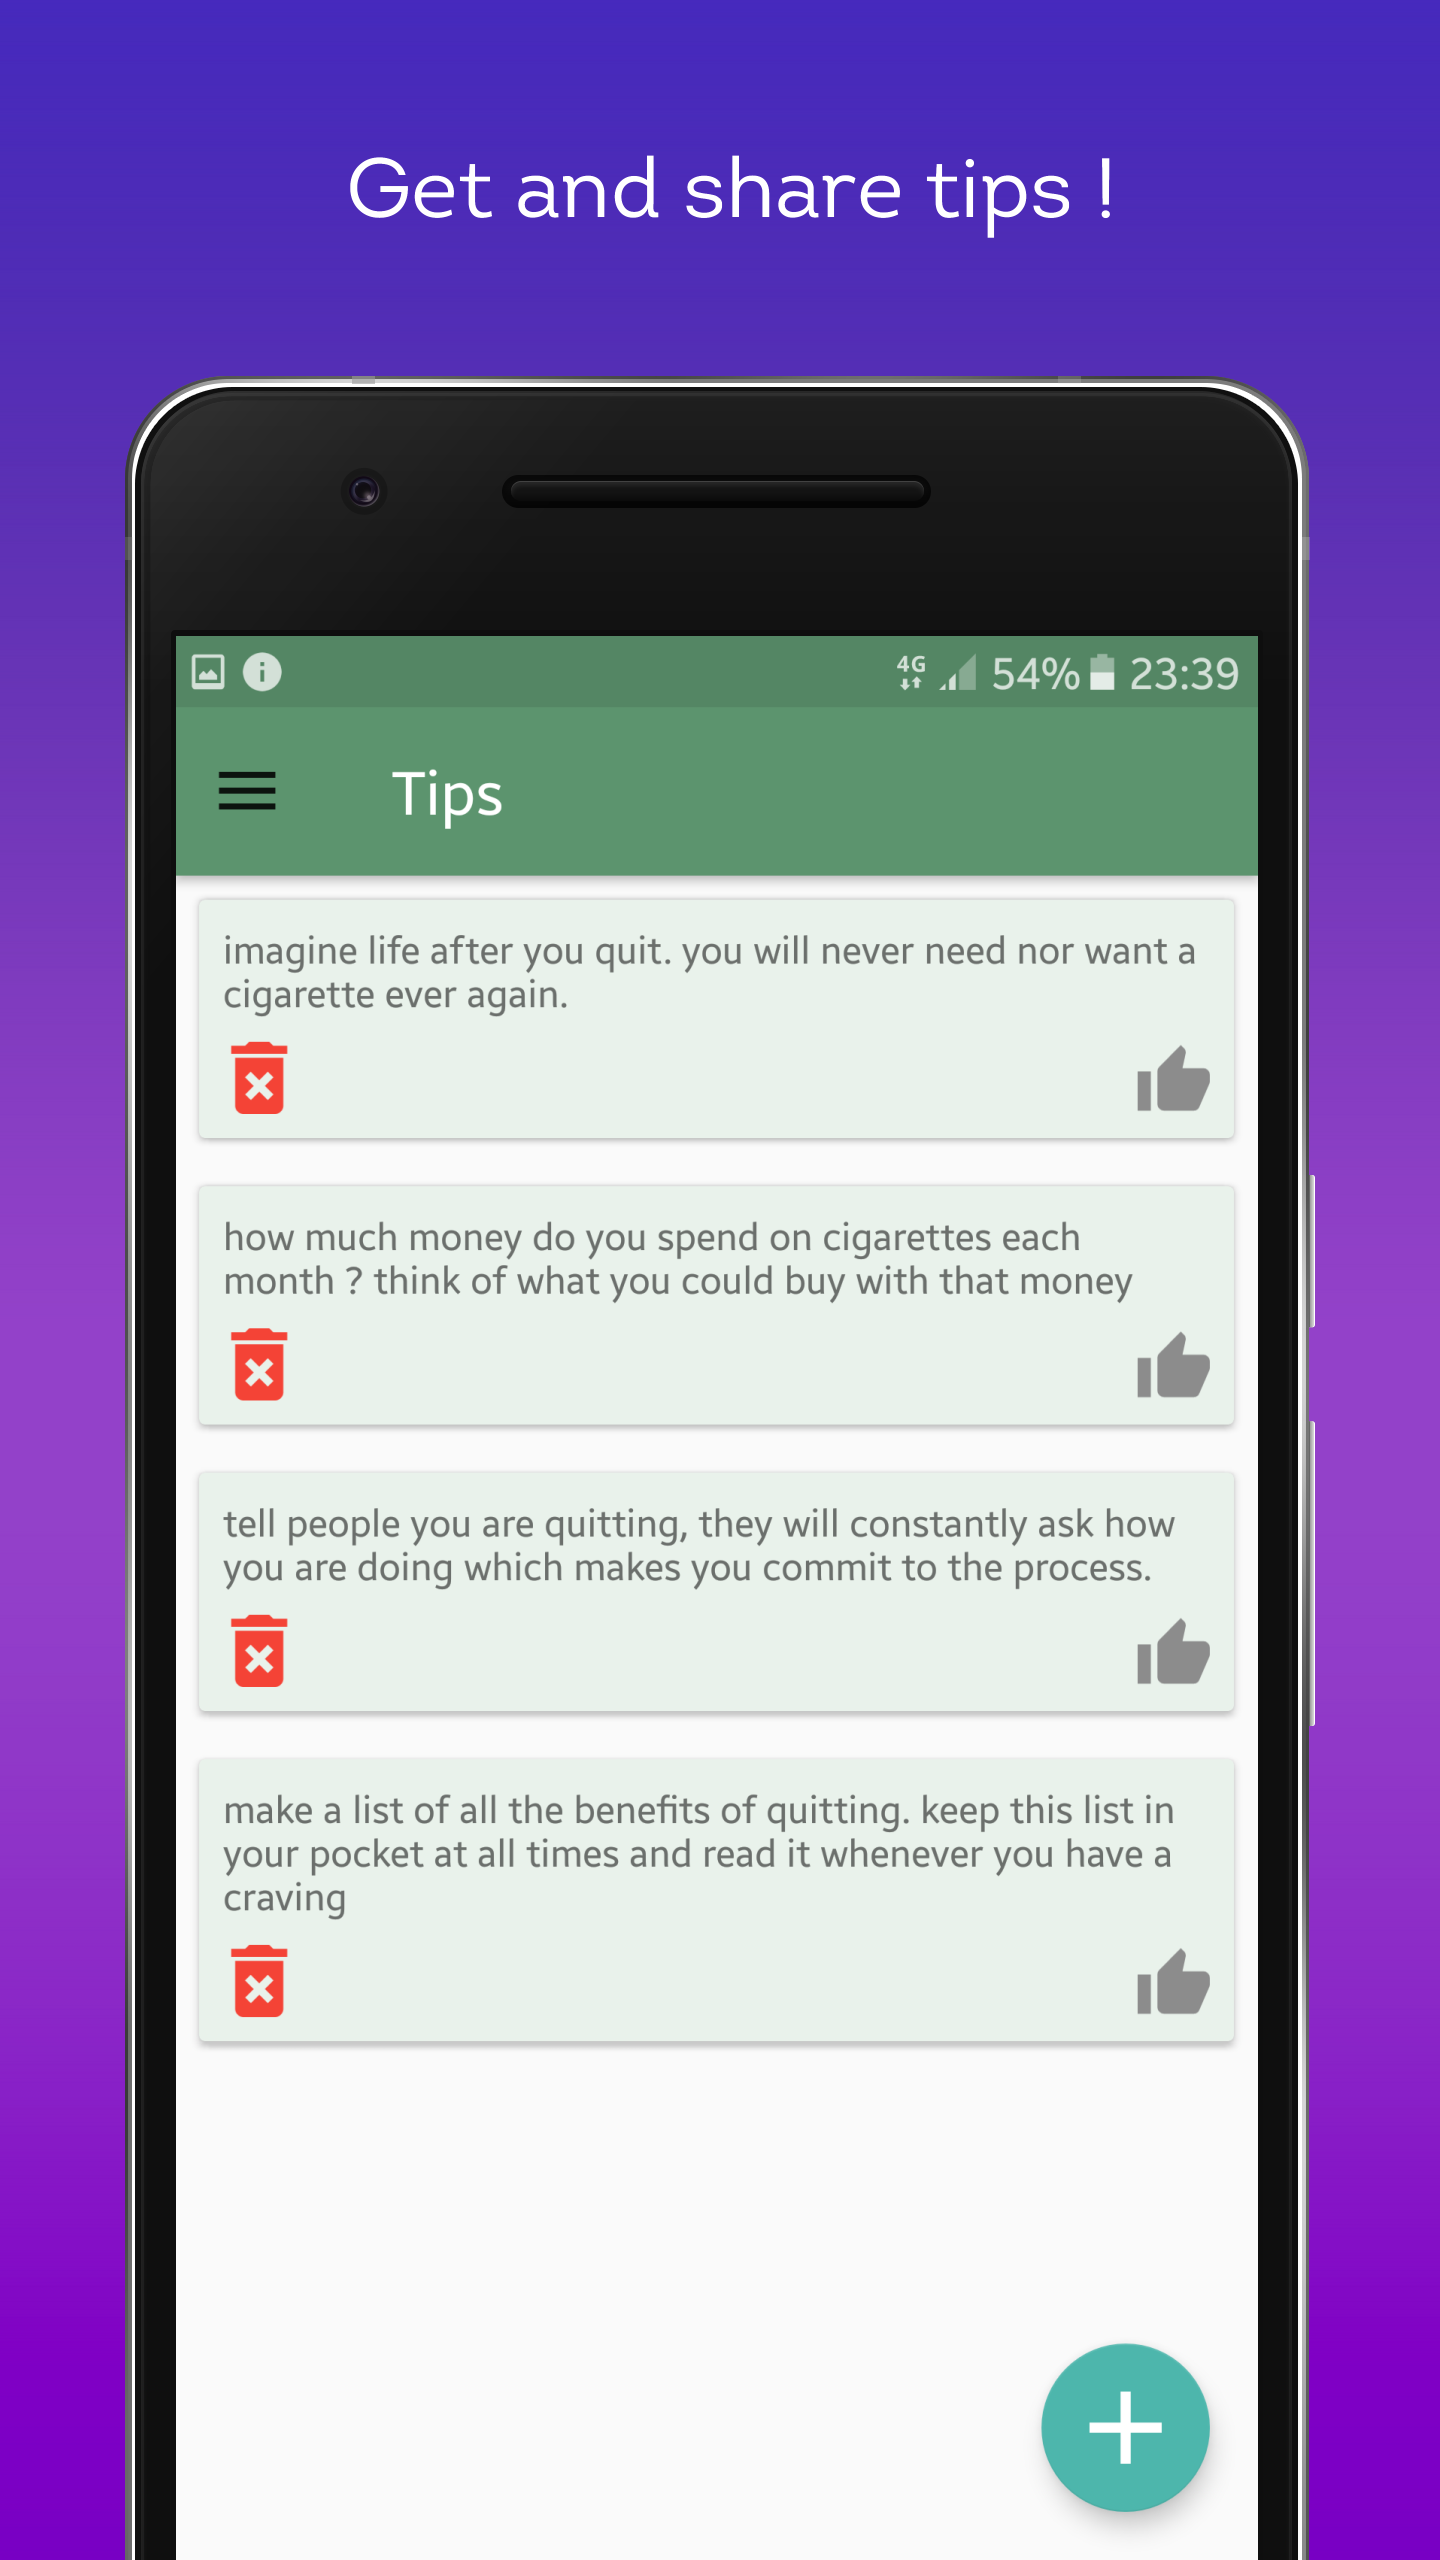 Get and share tips !
4G 54% 23:39
Tips
imagine life after you quit. you will never need nor want a
cigarette ever again.
how much money do you spend on cigarettes each
month ? think of what you could buy with that money
tell people you are quitting, they will constantly ask how
you are doing which makes you commit to the process.
make a list of all the benefits of quitting. keep this list in
your pocket at all times and read it whenever you have a
craving